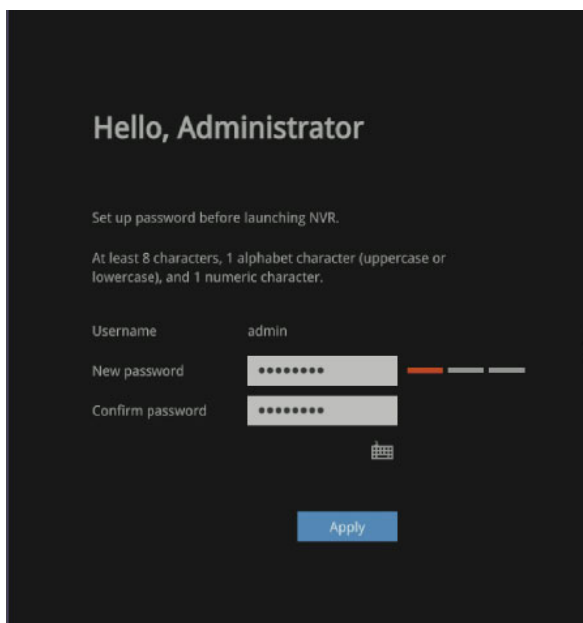 Hello, Administrator
Set up password before launching NVR.
At least 8 characters, 1 alphabet character (uppercase or
lowercase), and 1 numeric character.
Username admin
New password ••••••••
Confirm password ••••••••
Apply